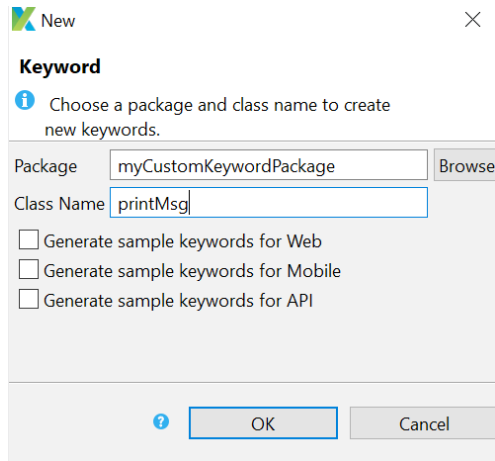 New
Keyword
Choose a package and class name to create
new keywords.
Package myCustomKeywordPackage Browse
Class Name printMsg
Generate sample keywords for Web
Generate sample keywords for Mobile
Generate sample keywords for API
? OK Cancel